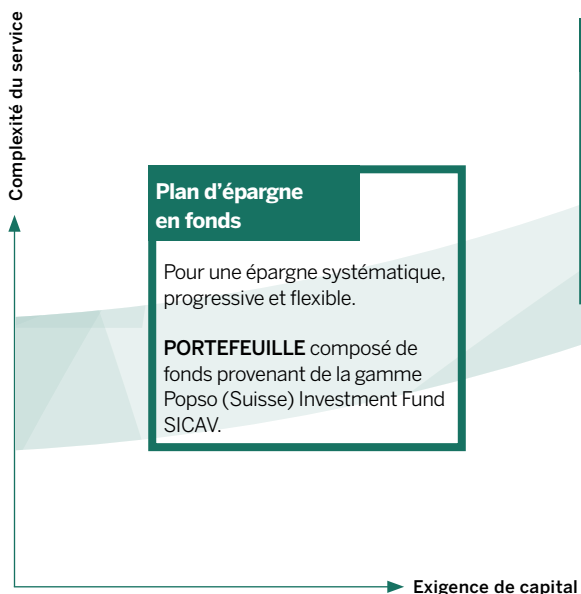 Complexité du service
Plan d’épargne
en fonds
Pour une épargne systématique,
progressive et flexible.
PORTEFEUILLE composé de
fonds provenant de la gamme
Popso (Suisse) Investment Fund
SICAV.
Exigence de capital